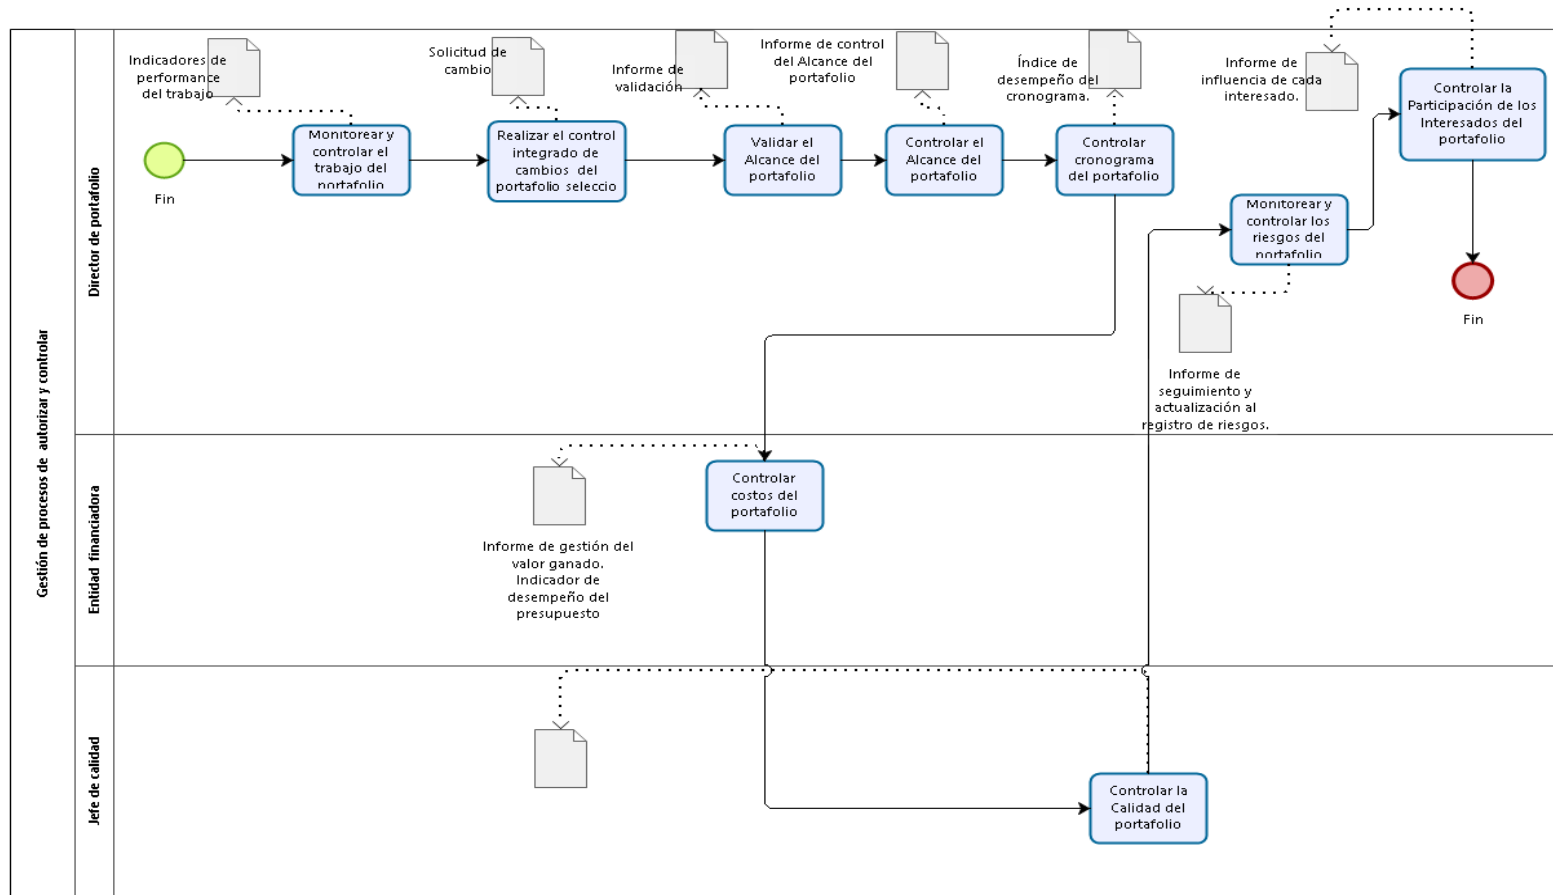 Gestión de procesos de autorizar y controlar
Director de portafolio
Indicadores de
performance
del trabajo
Solicitud de
cambio
Informe de
validación
Informe de control
del Alcance del
portafolio
Índice de
desempeño del
cronograma.
Informe de
influencia de cada
interesado.
Fin
Monitorear y
controlar el
trabajo del
portafolio
Realizar el control
integrado de
cambios del
portafolio seleccio
Validar el
Alcance del
portafolio
Controlar el
Alcance del
portafolio
Controlar
cronograma
del portafolio
Monitorear y
controlar los
riesgos del
portafolio
Controlar la
Participación de los
Interesados del
portafolio
Fin
Informe de
seguimiento y
actualización al
registro de riesgos.
Entidad financiadora
Controlar
costos del
portafolio
Informe de gestión del
valor ganado.
Indicador de
desempeño del
presupuesto
Jefe de calidad
Controlar la
Calidad del
portafolio